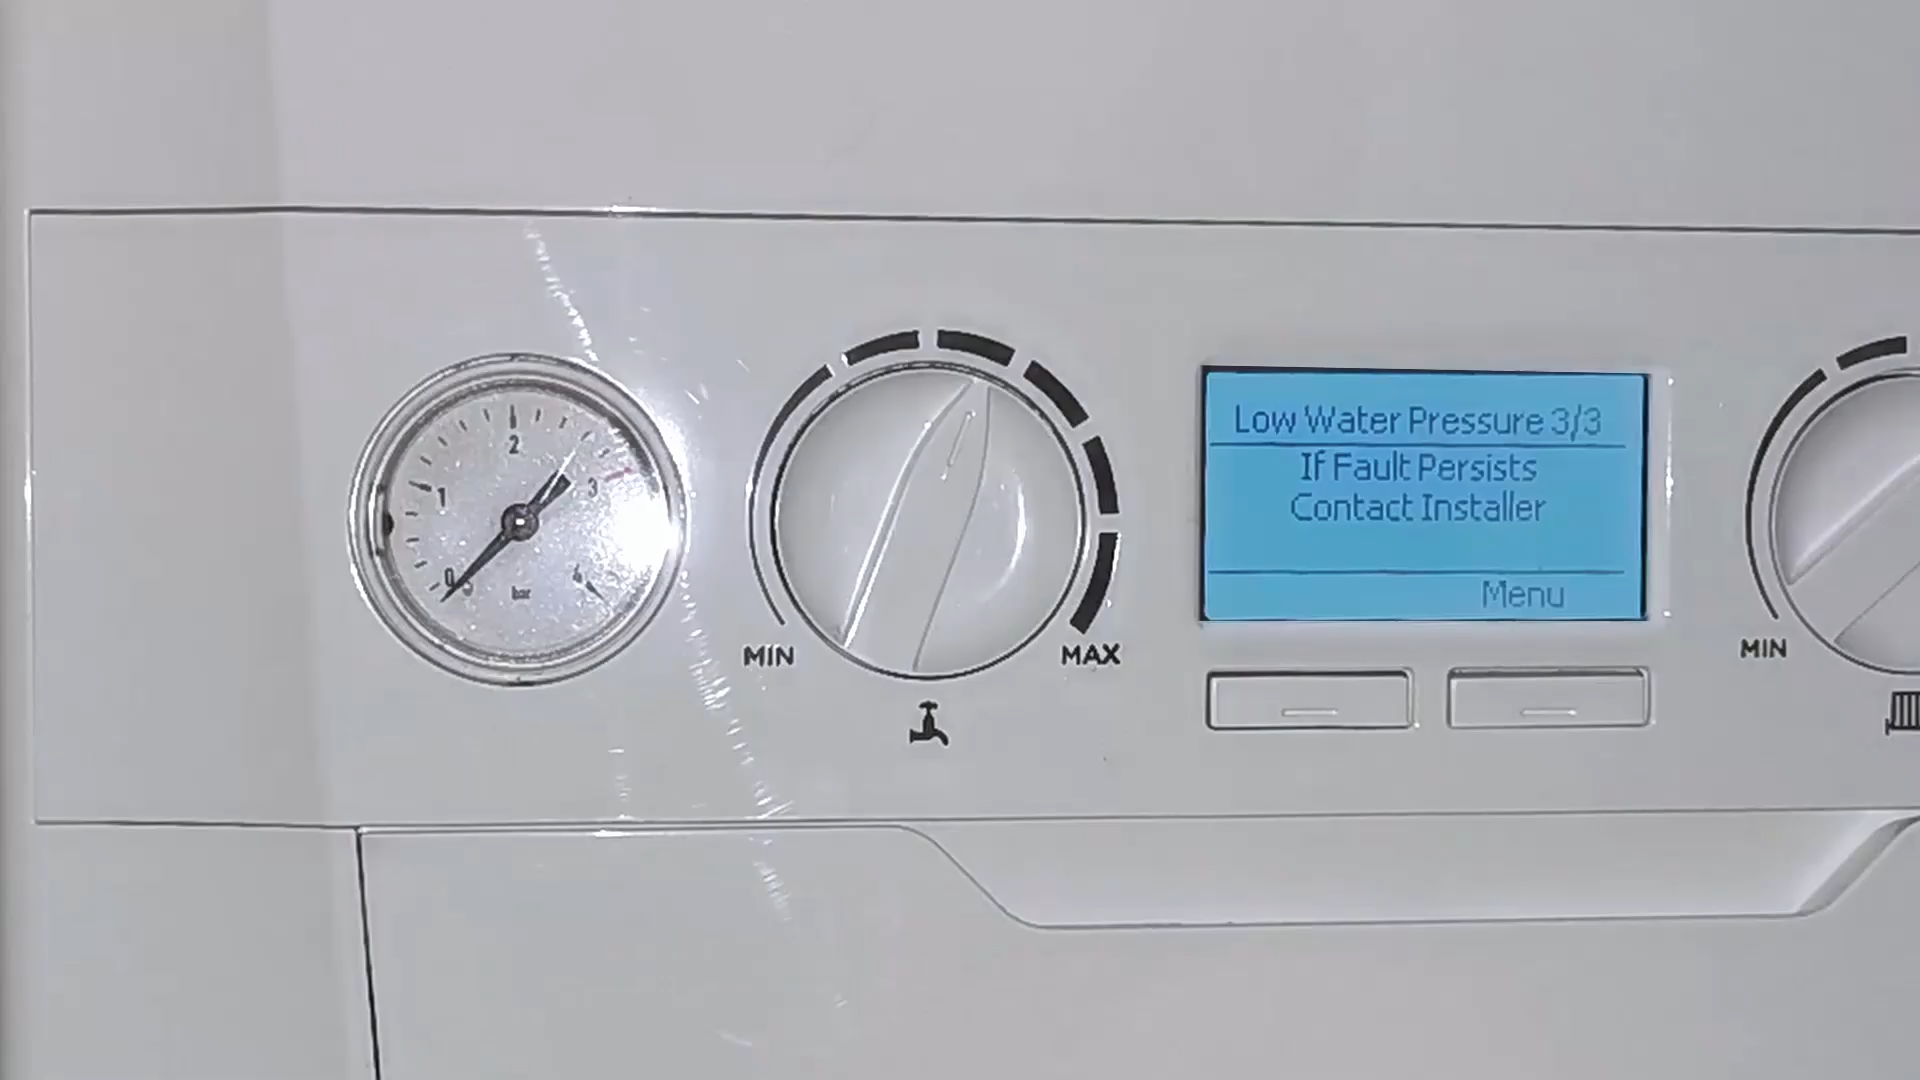 0
1
2
3
4
bar
MIN
MAX
Low Water Pressure 3/3
If Fault Persists
Contact Installer
Menu
MIN